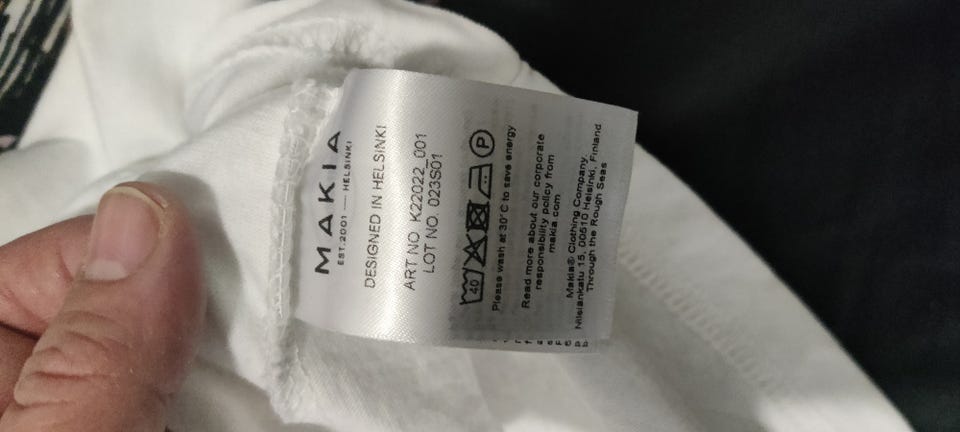 MAKIA
EST.2001 — HELSINKI
DESIGNED IN HELSINKI
ART NO. K22022_001
LOT NO. 023S01
40 P
Please wash at 30°C to save energy
Read more about our corporate
responsibility policy from
makia.com
Makia® Clothing Company,
Nilsiänkatu 15, 00510 Helsinki, Finland
Through the Rough Seas